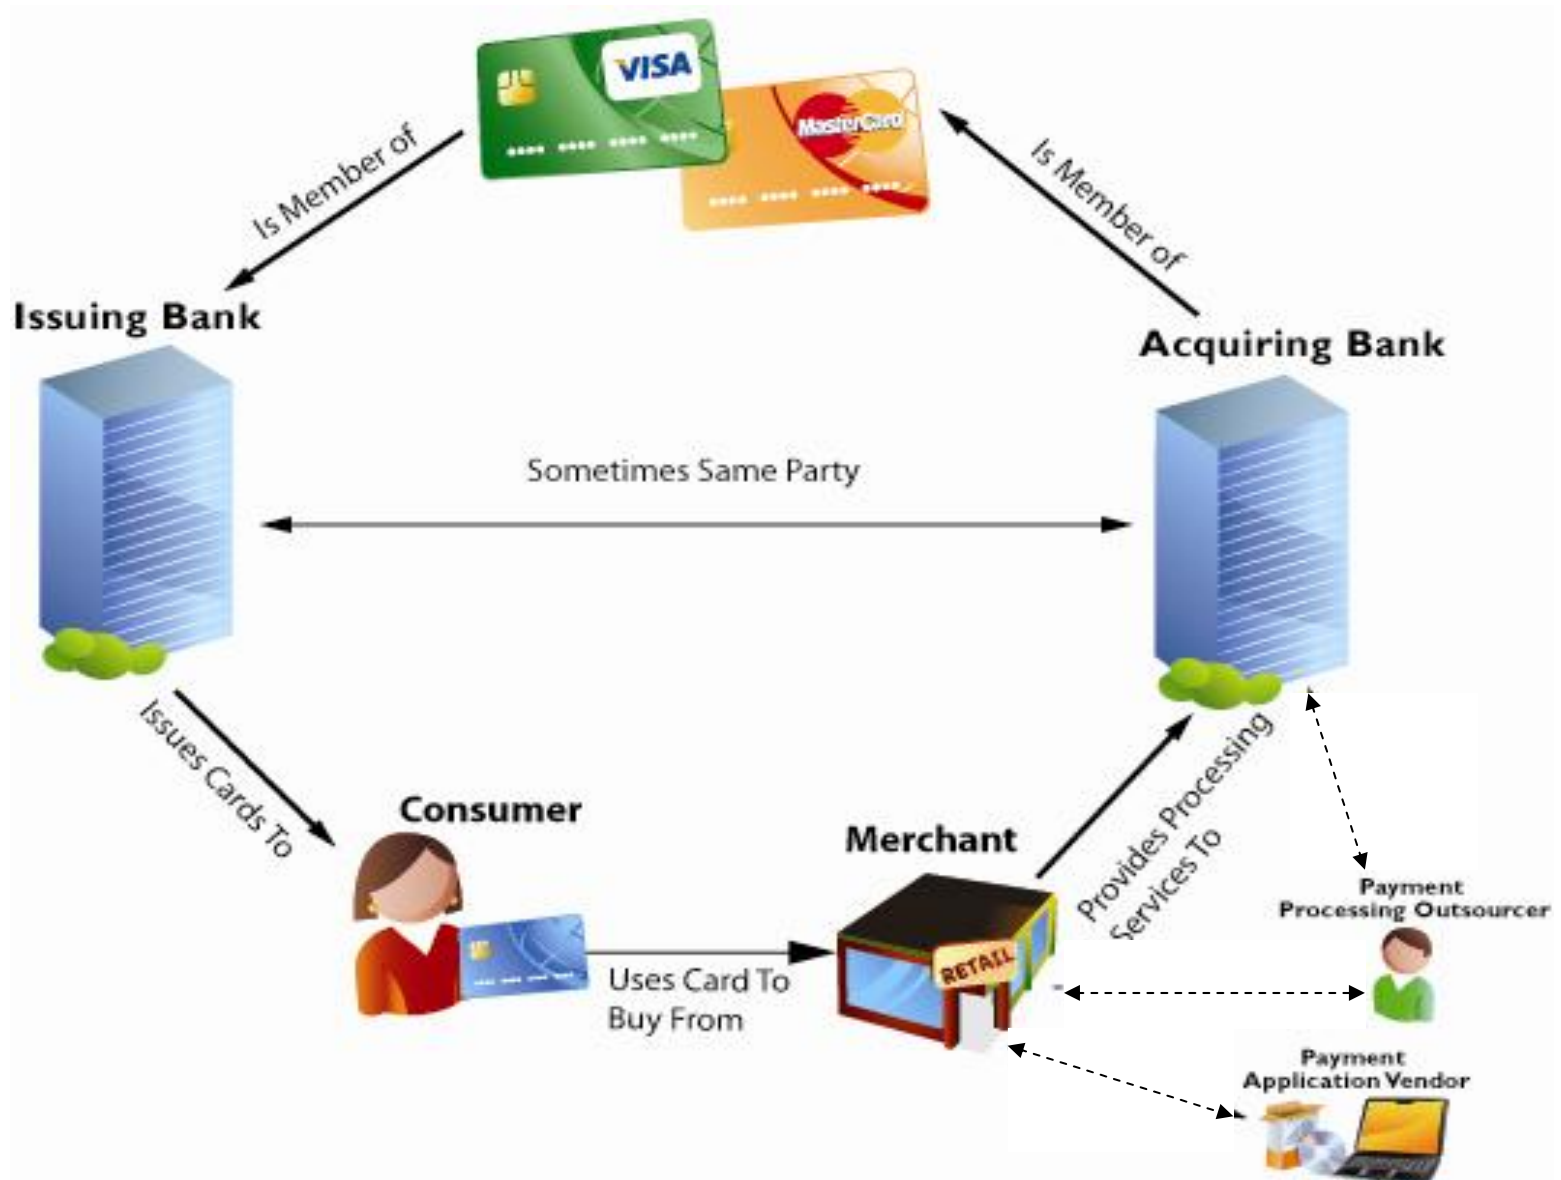 VISA
MasterCard
Is Member of
Is Member of
Issuing Bank
Acquiring Bank
Sometimes Same Party
Issues Cards To
Consumer
Merchant
Provides Processing
Services To
Payment
Processing Outsourcer
RETAIL
Uses Card To
Buy From
Payment
Application Vendor